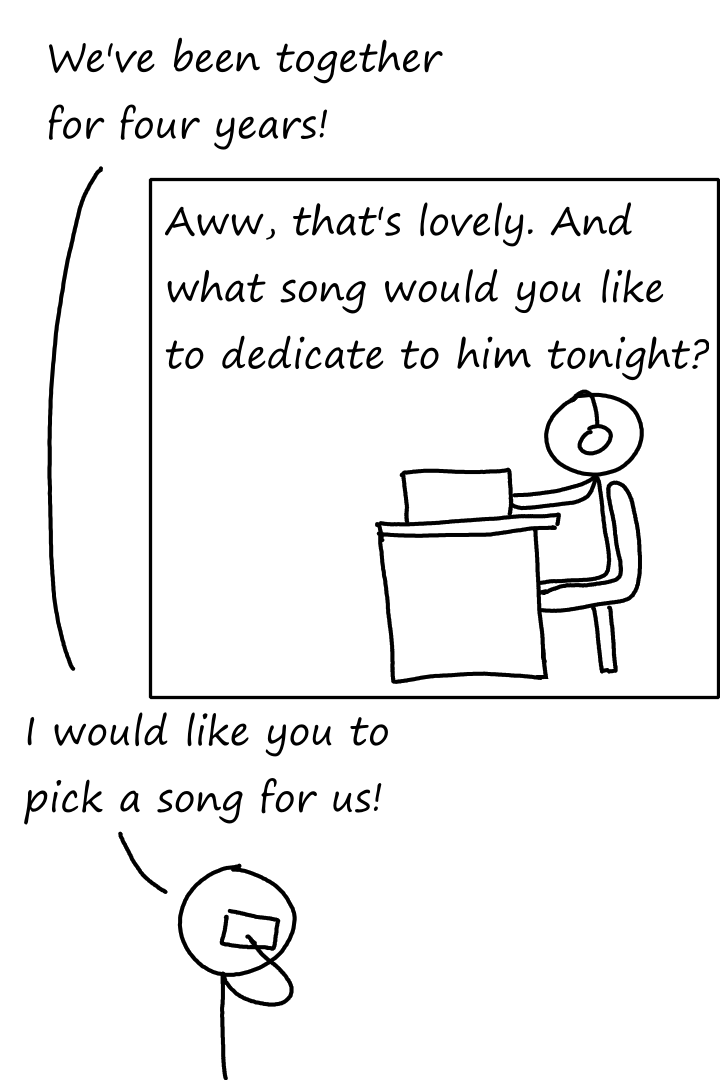 We've been together
for four years!
Aww, that's lovely. And
what song would you like
to dedicate to him tonight?
I would like you to
pick a song for us!